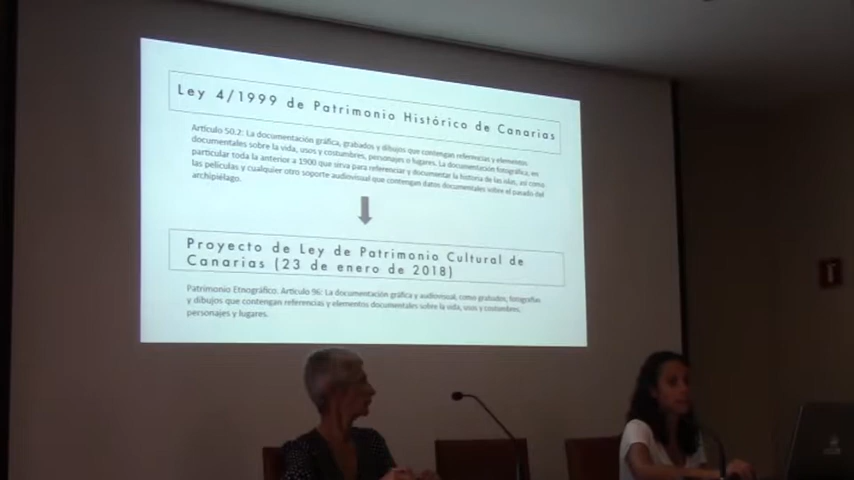 Ley 4/1999 de Patrimonio Histórico de Canarias
Artículo 50.2: La documentación gráfica, grabados y dibujos que contengan referencias y elementos
documentales sobre la vida, usos y costumbres, personajes o lugares. La documentación fotográfica, en
particular toda la anterior a 1900 que sirva para referenciar y documentar la historia de las islas, así como
las películas y cualquier otro soporte audiovisual que contengan datos documentales sobre el pasado del
archipiélago.
Proyecto de Ley de Patrimonio Cultural de
Canarias (23 de enero de 2018)
Patrimonio Etnográfico. Artículo 96: La documentación gráfica y audiovisual, como grabados, fotografías
y dibujos que contengan referencias y elementos documentales sobre la vida, usos y costumbres,
personajes y lugares.